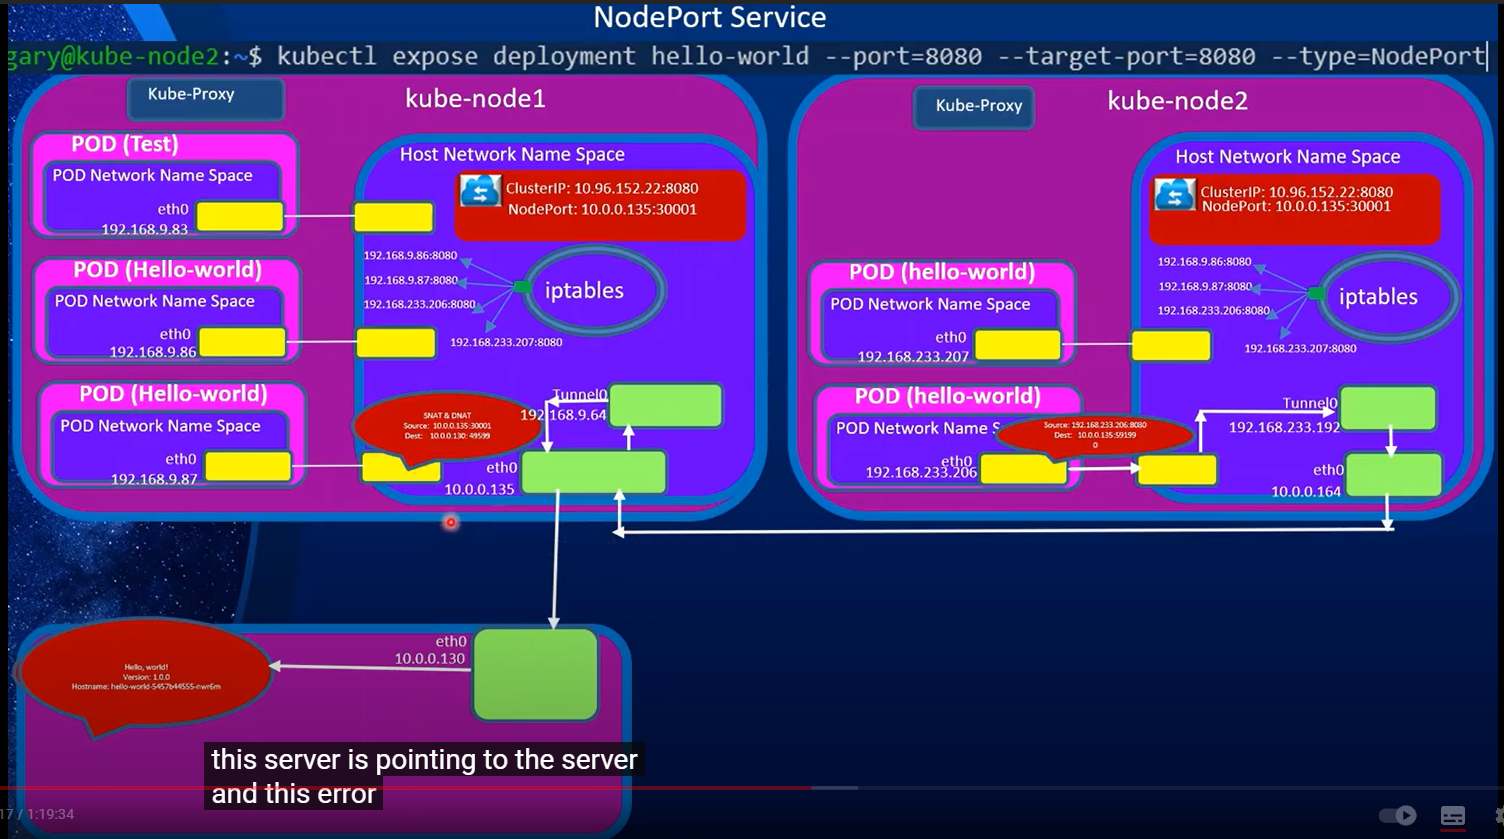 NodePort Service
gary@kube-node2:~$ kubectl expose deployment hello-world --port=8080 --target-port=8080 --type=NodePort
Kube-Proxy
kube-node1
POD (Test)
POD Network Name Space
eth0
192.168.9.83
POD (Hello-world)
POD Network Name Space
eth0
192.168.9.86
POD (Hello-world)
POD Network Name Space
eth0
192.168.9.87
Host Network Name Space
ClusterIP: 10.96.152.22:8080
NodePort: 10.0.0.135:30001
192.168.9.86:8080
192.168.9.87:8080
192.168.233.206:8080
192.168.233.207:8080
iptables
Tunnel0
192.168.9.64
SNAT & DNAT
Source: 10.0.0.135:30001
Dest: 10.0.0.130: 49599
eth0
10.0.0.135
Kube-Proxy
kube-node2
POD (hello-world)
POD Network Name Space
eth0
192.168.233.207
POD (hello-world)
POD Network Name S
eth0
192.168.233.206
Host Network Name Space
ClusterIP: 10.96.152.22:8080
NodePort: 10.0.0.135:30001
192.168.9.86:8080
192.168.9.87:8080
192.168.233.206:8080
192.168.233.207:8080
iptables
Source: 192.168.233.206:8080
Dest: 10.0.0.135:59199
0
Tunnel0
192.168.233.192
eth0
10.0.0.164
eth0
10.0.0.130
Hello, world!
Version: 1.0.0
Hostname: hello-world-5457b44555-nwr6m
this server is pointing to the server
and this error
17 / 1:19:34